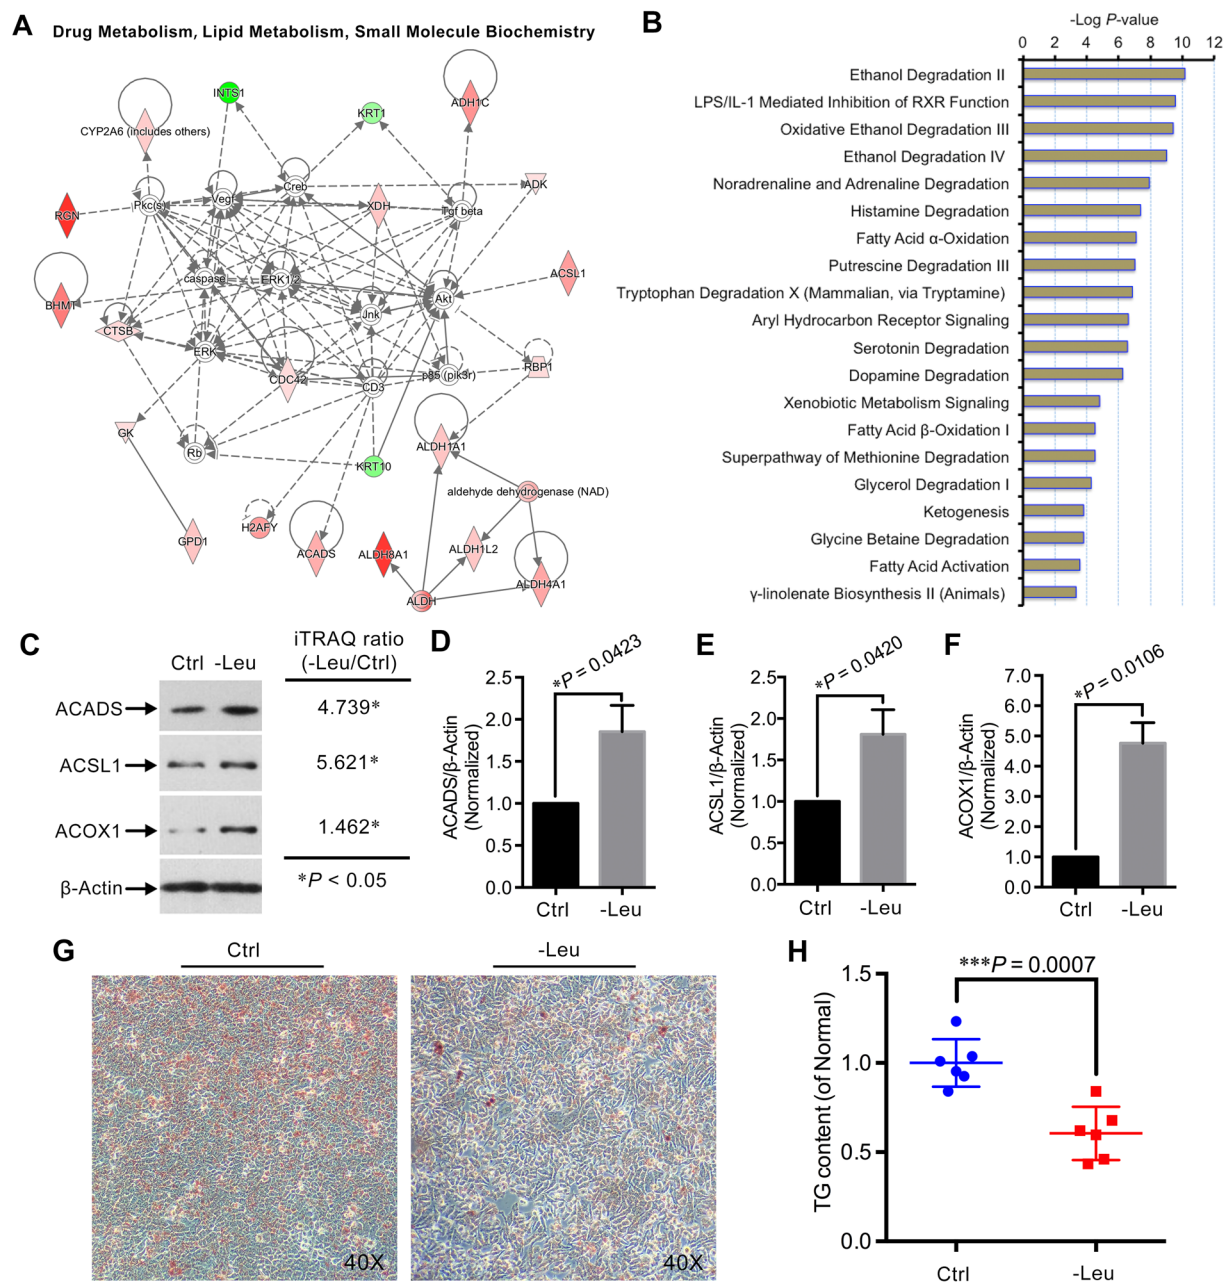 A
Drug Metabolism, Lipid Metabolism, Small Molecule Biochemistry
INTS1
KRT1
ADH1C
CYP2A6 (includes others)
Creb
ADK
Pkc(s)
Vegf
XDH
Tgf beta
RGN
caspase
ERK1/2
ACSL1
BHMT
Akt
Jnk
CTSB
ERK
CDC42
CD3
p85 (pik3r)
RBP1
GK
Rb
ALDH1A1
KRT10
aldehyde dehydrogenase (NAD)
H2AFY
GPD1
ACADS
ALDH8A1
ALDH1L2
ALDH4A1
ALDH
B
-Log P-value
0 2 4 6 8 10 12
Ethanol Degradation II
LPS/IL-1 Mediated Inhibition of RXR Function
Oxidative Ethanol Degradation III
Ethanol Degradation IV
Noradrenaline and Adrenaline Degradation
Histamine Degradation
Fatty Acid α-Oxidation
Putrescine Degradation III
Tryptophan Degradation X (Mammalian, via Tryptamine)
Aryl Hydrocarbon Receptor Signaling
Serotonin Degradation
Dopamine Degradation
Xenobiotic Metabolism Signaling
Fatty Acid β-Oxidation I
Superpathway of Methionine Degradation
Glycerol Degradation I
Ketogenesis
Glycine Betaine Degradation
Fatty Acid Activation
γ-linolenate Biosynthesis II (Animals)
C
Ctrl -Leu
iTRAQ ratio
(-Leu/Ctrl)
ACADS
4.739*
ACSL1
5.621*
ACOX1
1.462*
β-Actin
*P < 0.05
D
*P = 0.0423
ACADS/β-Actin
(Normalized)
2.5
2.0
1.5
1.0
0.5
0.0
Ctrl
-Leu
E
*P = 0.0420
ACSL1/β-Actin
(Normalized)
2.5
2.0
1.5
1.0
0.5
0.0
Ctrl
-Leu
F
*P = 0.0106
ACOX1/β-Actin
(Normalized)
7.0
6.0
5.0
4.0
3.0
2.0
1.0
0.0
Ctrl
-Leu
G
Ctrl
-Leu
40X
40X
H
***P = 0.0007
TG content (of Normal)
1.5
1.0
0.5
0.0
Ctrl
-Leu